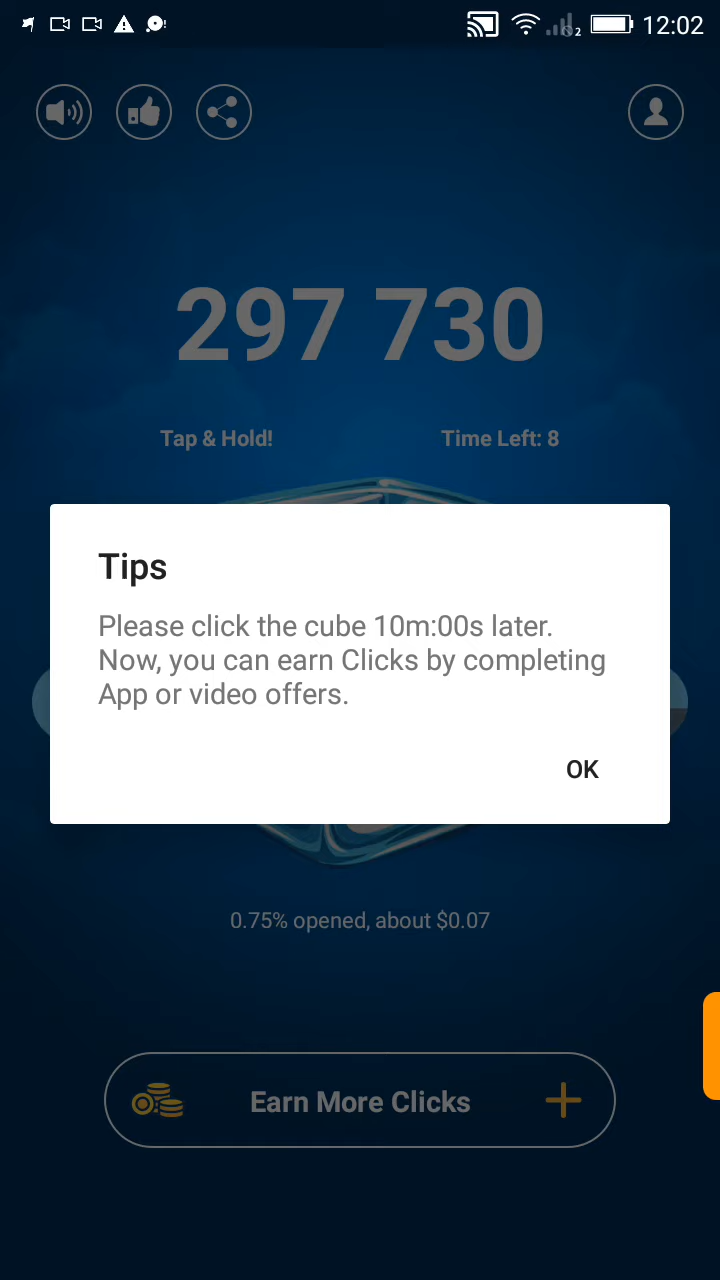 2 12:02
297 730
Tap & Hold! Time Left: 8
Tips
Please click the cube 10m:00s later.
Now, you can earn Clicks by completing
App or video offers.
OK
0.75% opened, about $0.07
Earn More Clicks